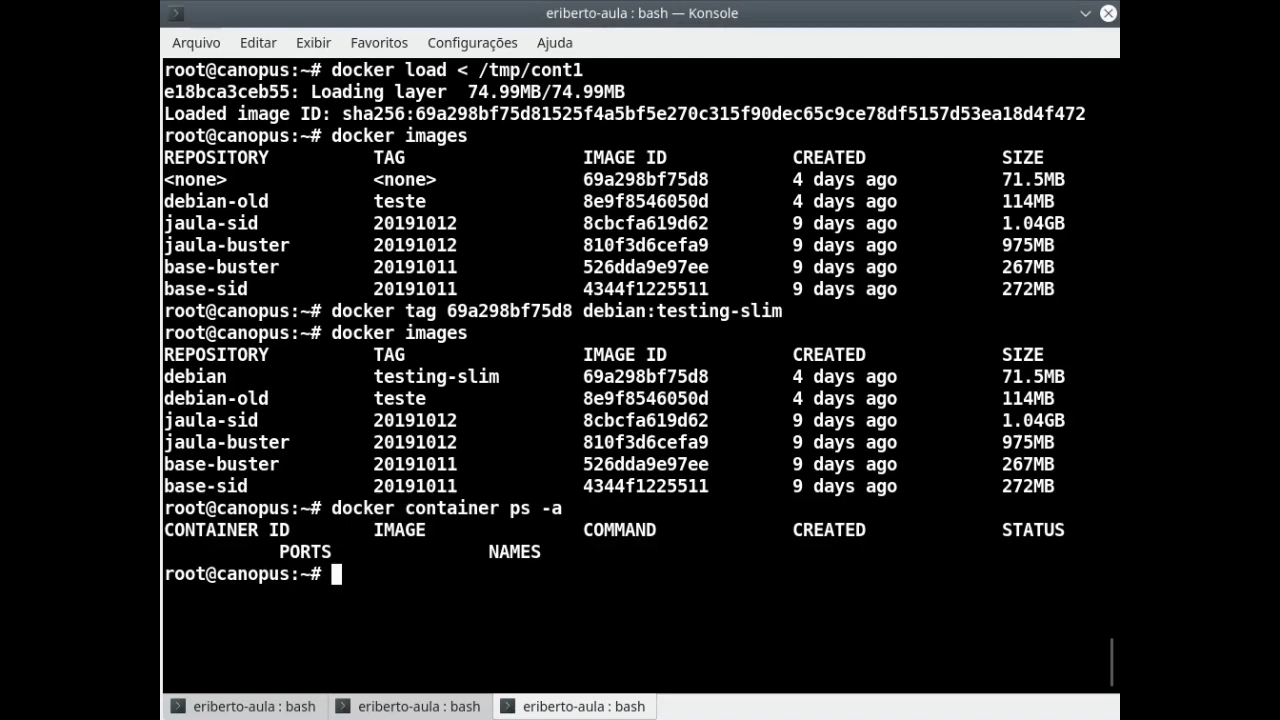 eriberto-aula : bash — Konsole
Arquivo Editar Exibir Favoritos Configurações Ajuda
root@canopus:~# docker load < /tmp/cont1
e18bca3ceb55: Loading layer  74.99MB/74.99MB
Loaded image ID: sha256:69a298bf75d81525f4a5bf5e270c315f90dec65c9ce78df5157d53ea18d4f472
root@canopus:~# docker images
REPOSITORY          TAG                 IMAGE ID            CREATED             SIZE
<none>              <none>              69a298bf75d8        4 days ago          71.5MB
debian-old          teste               8e9f8546050d        4 days ago          114MB
jaula-sid           20191012            8cbcfa619d62        9 days ago          1.04GB
jaula-buster        20191012            810f3d6cefa9        9 days ago          975MB
base-buster         20191011            526dda9e97ee        9 days ago          267MB
base-sid            20191011            4344f1225511        9 days ago          272MB
root@canopus:~# docker tag 69a298bf75d8 debian:testing-slim
root@canopus:~# docker images
REPOSITORY          TAG                 IMAGE ID            CREATED             SIZE
debian              testing-slim        69a298bf75d8        4 days ago          71.5MB
debian-old          teste               8e9f8546050d        4 days ago          114MB
jaula-sid           20191012            8cbcfa619d62        9 days ago          1.04GB
jaula-buster        20191012            810f3d6cefa9        9 days ago          975MB
base-buster         20191011            526dda9e97ee        9 days ago          267MB
base-sid            20191011            4344f1225511        9 days ago          272MB
root@canopus:~# docker container ps -a
CONTAINER ID        IMAGE               COMMAND             CREATED             STATUS
           PORTS               NAMES
root@canopus:~#
eriberto-aula : bash eriberto-aula : bash eriberto-aula : bash